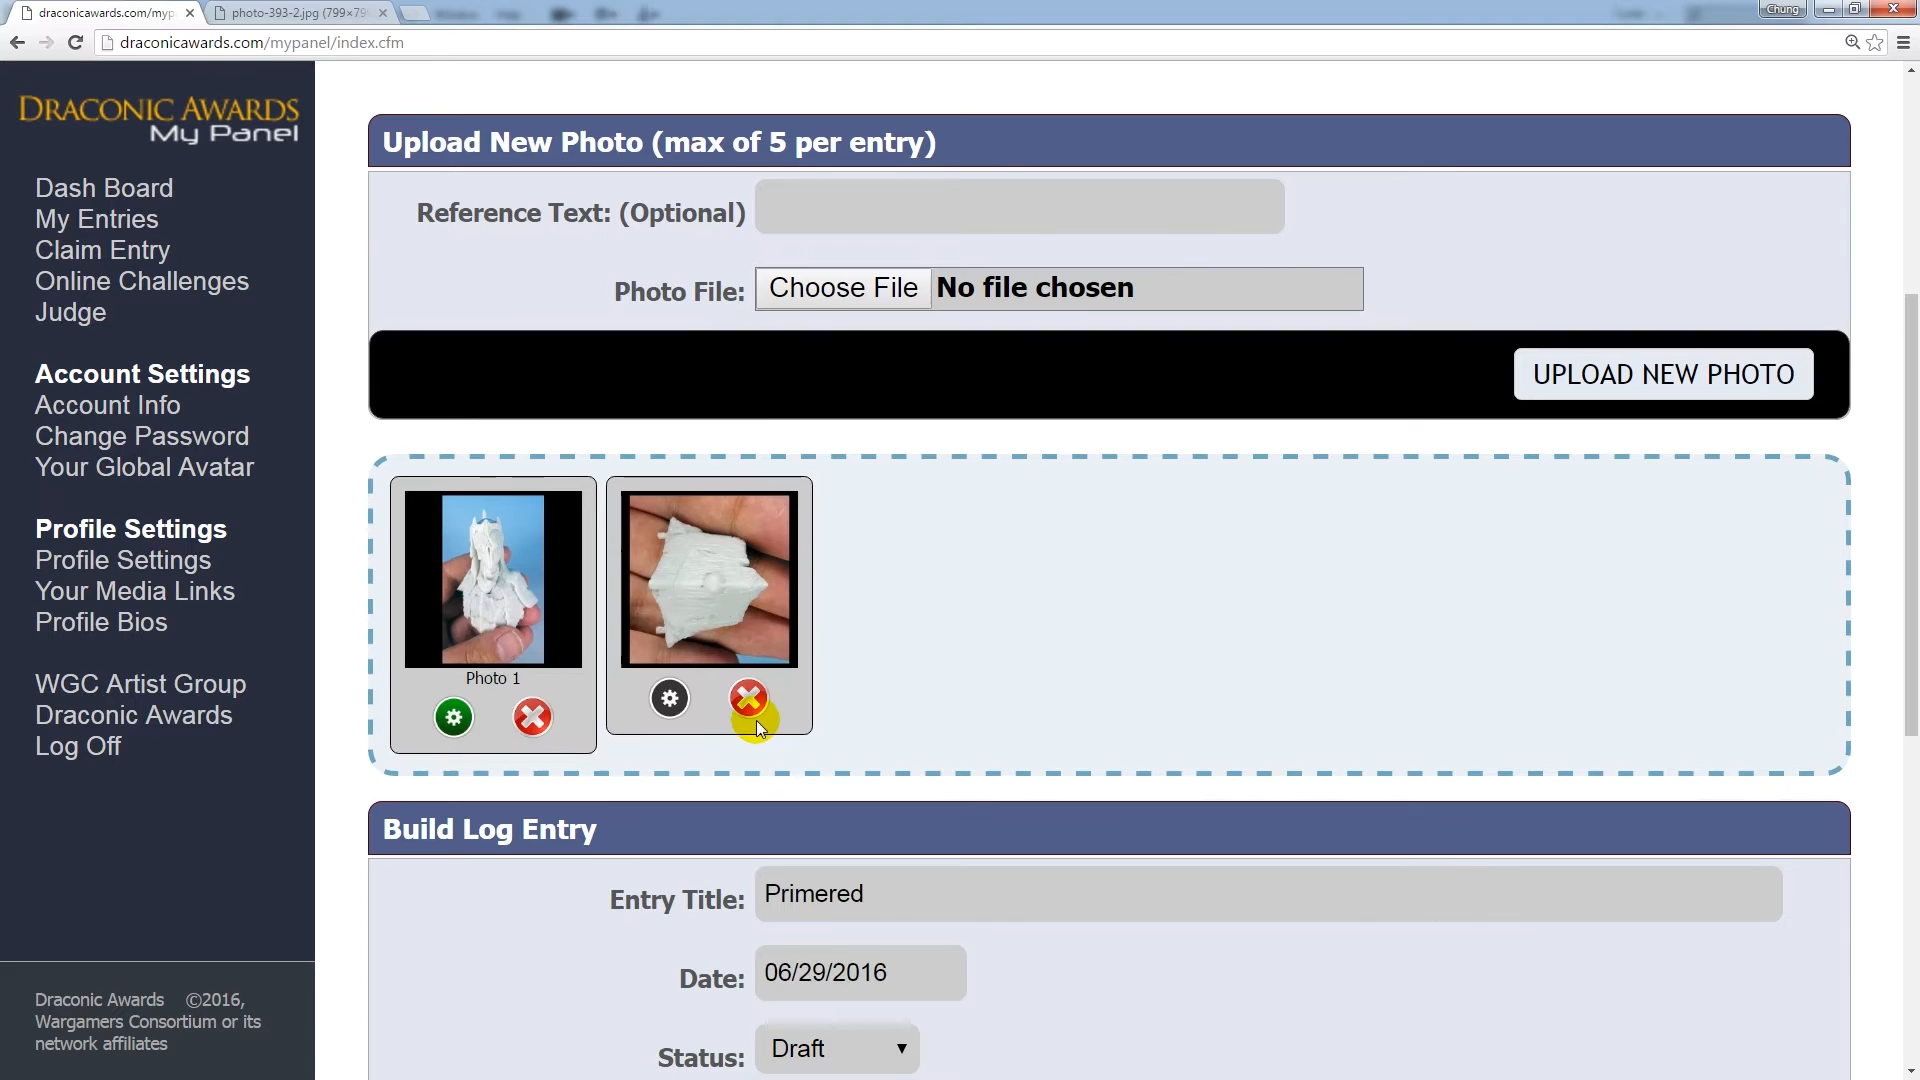 draconicawards.com/myp
photo-393-2.jpg (799×79
Chung
draconicawards.com/mypanel/index.cfm
DRACONIC AWARDS
My Panel
Dash Board
My Entries
Claim Entry
Online Challenges
Judge
Account Settings
Account Info
Change Password
Your Global Avatar
Profile Settings
Profile Settings
Your Media Links
Profile Bios
WGC Artist Group
Draconic Awards
Log Off
Draconic Awards ©2016,
Wargamers Consortium or its
network affiliates
Upload New Photo (max of 5 per entry)
Reference Text: (Optional)
Photo File: Choose File No file chosen
UPLOAD NEW PHOTO
Photo 1
Build Log Entry
Entry Title: Primered
Date: 06/29/2016
Status: Draft